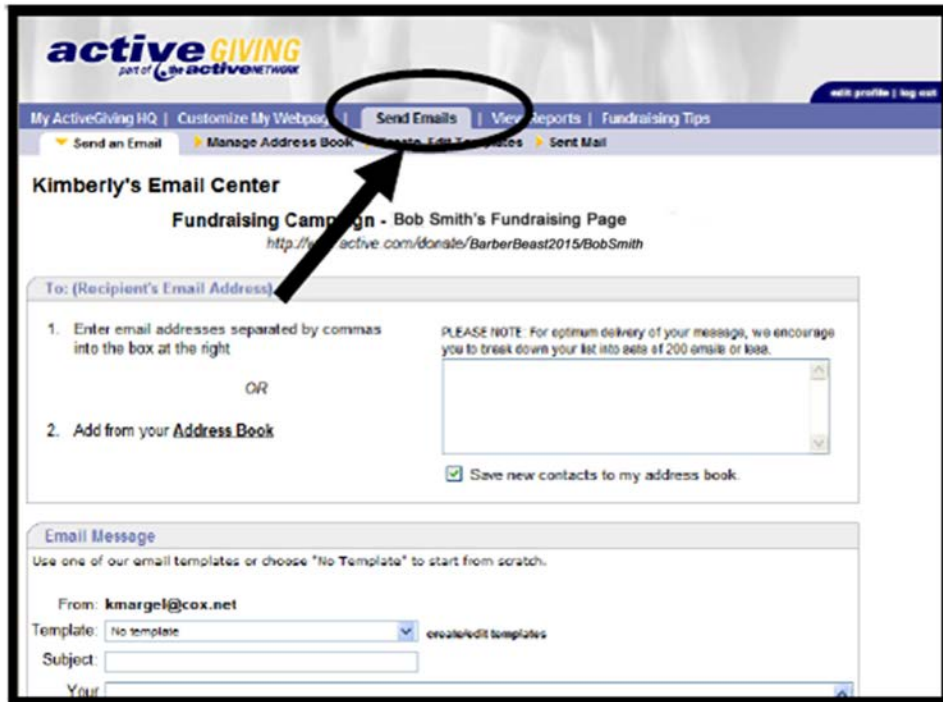 active GIVING
part of the active NETWORK
edit profile | log out
My ActiveGiving HQ | Customize My Webpage | Send Emails | View Reports | Fundraising Tips
Send an Email Manage Address Book Create Edit Templates Sent Mail
Kimberly's Email Center
Fundraising Campaign - Bob Smith's Fundraising Page
active.com/donate/BarberBeast2015/BobSmith
To: (Recipient's Email Address)
1. Enter email addresses separated by commas
into the box at the right
PLEASE NOTE: For optimum delivery of your message, we encourage
you to break down your list into sets of 200 emails or less.
OR
2. Add from your Address Book
Save new contacts to my address book.
Email Message
Use one of our email templates or choose "No Template" to start from scratch.
From: kmargel@cox.net
Template: No template create/edit templates
Subject:
Your